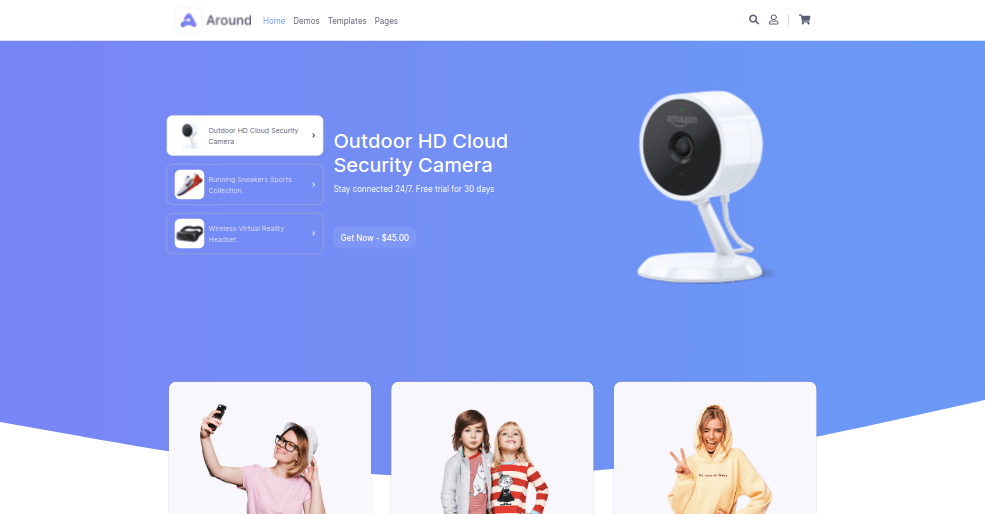 Around
Home Demos Templates Pages
Outdoor HD Cloud Security
Camera
Running Sneakers Sports
Collection
Wireless Virtual Reality
Headset
Outdoor HD Cloud
Security Camera
Stay connected 24/7. Free trial for 30 days
Get Now - $45.00
amazon